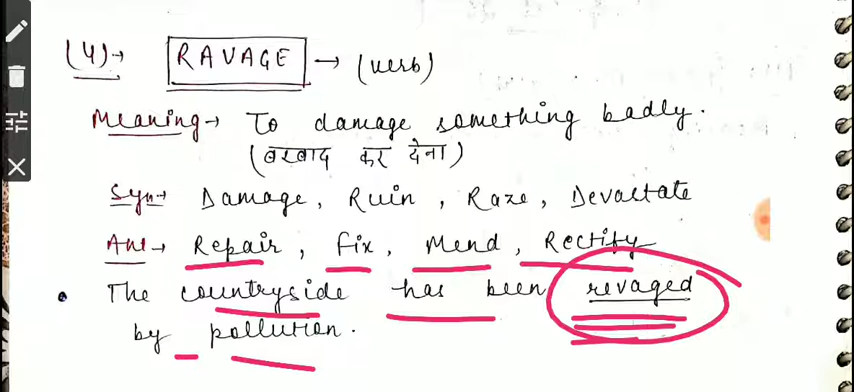 (4)→ RAVAGE → (verb)
Meaning→ To damage something badly.
(बरबाद कर देना)
Syn→ Damage, Ruin, Raze, Devastate
Ant→ Repair, Fix, Mend, Rectify
• The countryside has been revaged
by pollution.